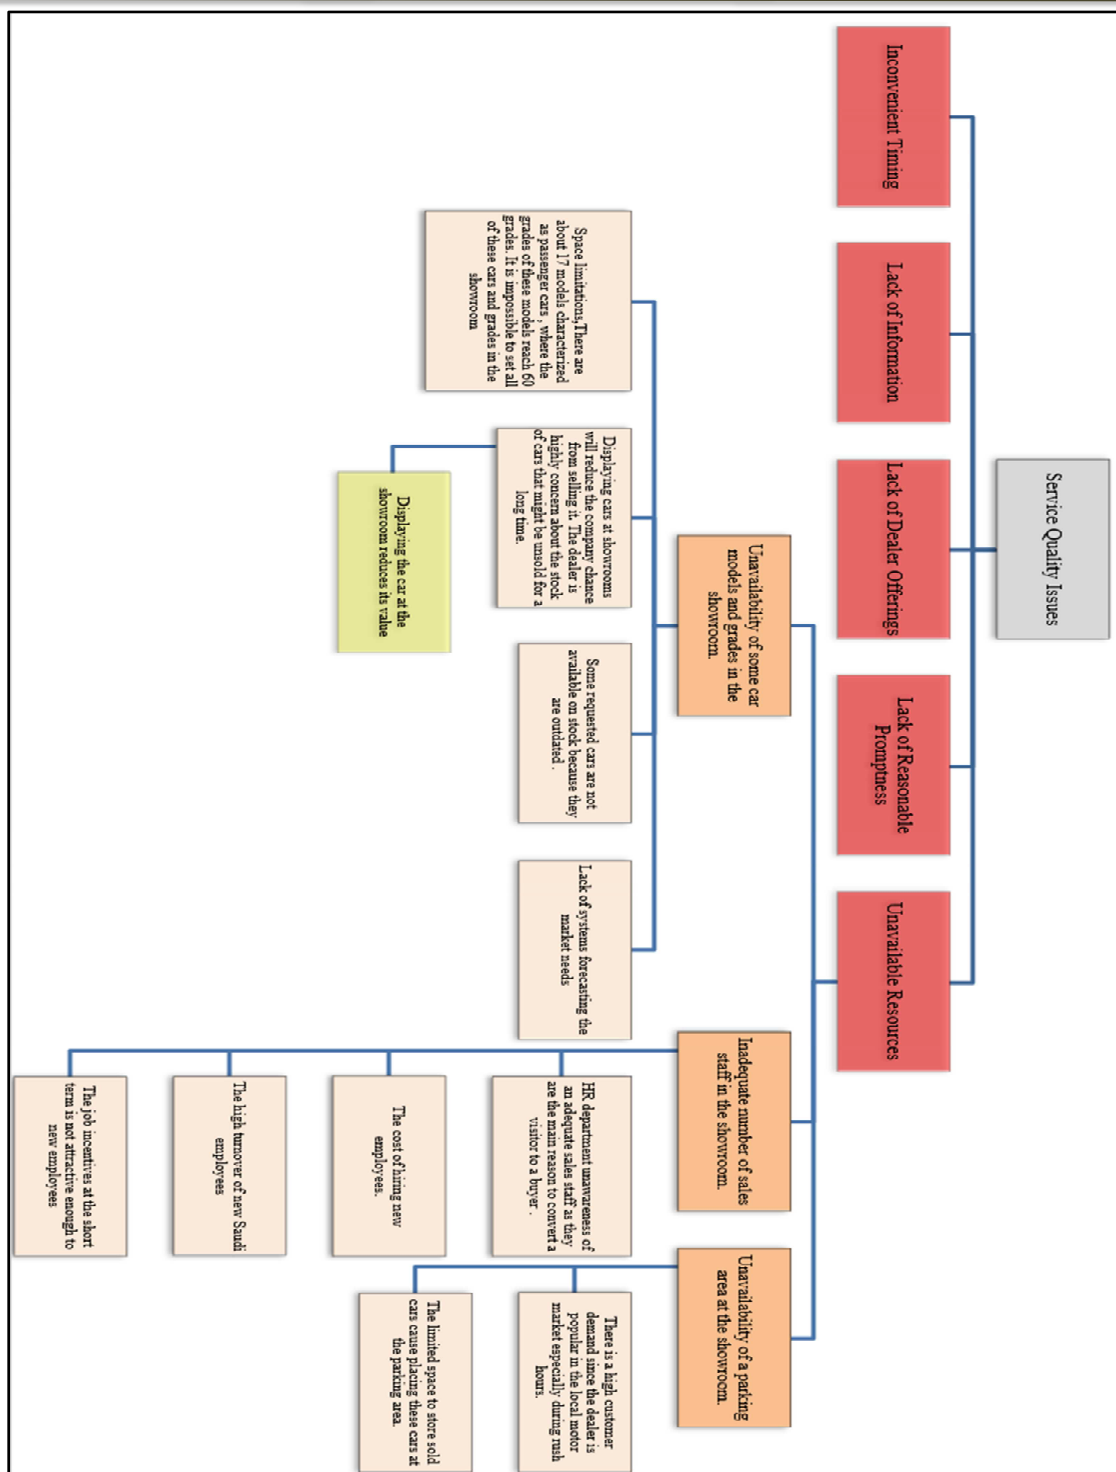 Service Quality Issues
Inconvenient Timing
Lack of Information
Lack of Dealer Offerings
Lack of Reasonable
Promptness
Unavailable Resources
Unavailability of some car
models and grades in the
showroom.
Inadequate number of sales
staff in the showroom.
Unavailability of a parking
area at the showroom.
Space limitations,There are
about 17 models characterized
as passenger cars , where the
grades of these models reach 60
grades. It is impossible to set all
of these cars and grades in the
showroom
Displaying cars at showrooms
will reduce the company chance
from selling it. The dealer is
highly concern about the stock
of cars that might be unsold for a
long time.
Some requested cars are not
available on stock because they
are outdated .
Lack of systems forecasting the
market needs
HR department unawareness of
an adequate sales staff as they
are the main reason to convert a
visitor to a buyer .
There is a high customer
demand since the dealer is
popular in the local motor
market especially during rush
hours.
Displaying the car at the
showroom reduces its value
The cost of hiring new
employees.
The limited space to store sold
cars cause placing these cars at
the parking area.
The high turnover of new Saudi
employees
The job incentives at the short
term is not attractive enough to
new employees